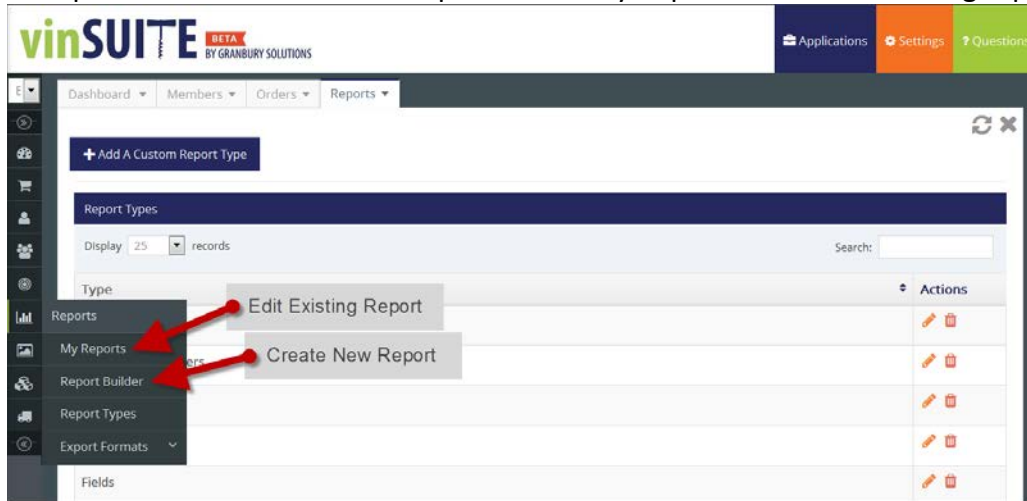 vinSUITE BETA BY GRANBURY SOLUTIONS
Applications Settings ? Questions
Dashboard Members Orders Reports
+ Add A Custom Report Type
Report Types
Display 25 records Search:
Type Actions
Reports
Edit Existing Report
My Reports
ers
Create New Report
Report Builder
Report Types
Export Formats
Fields